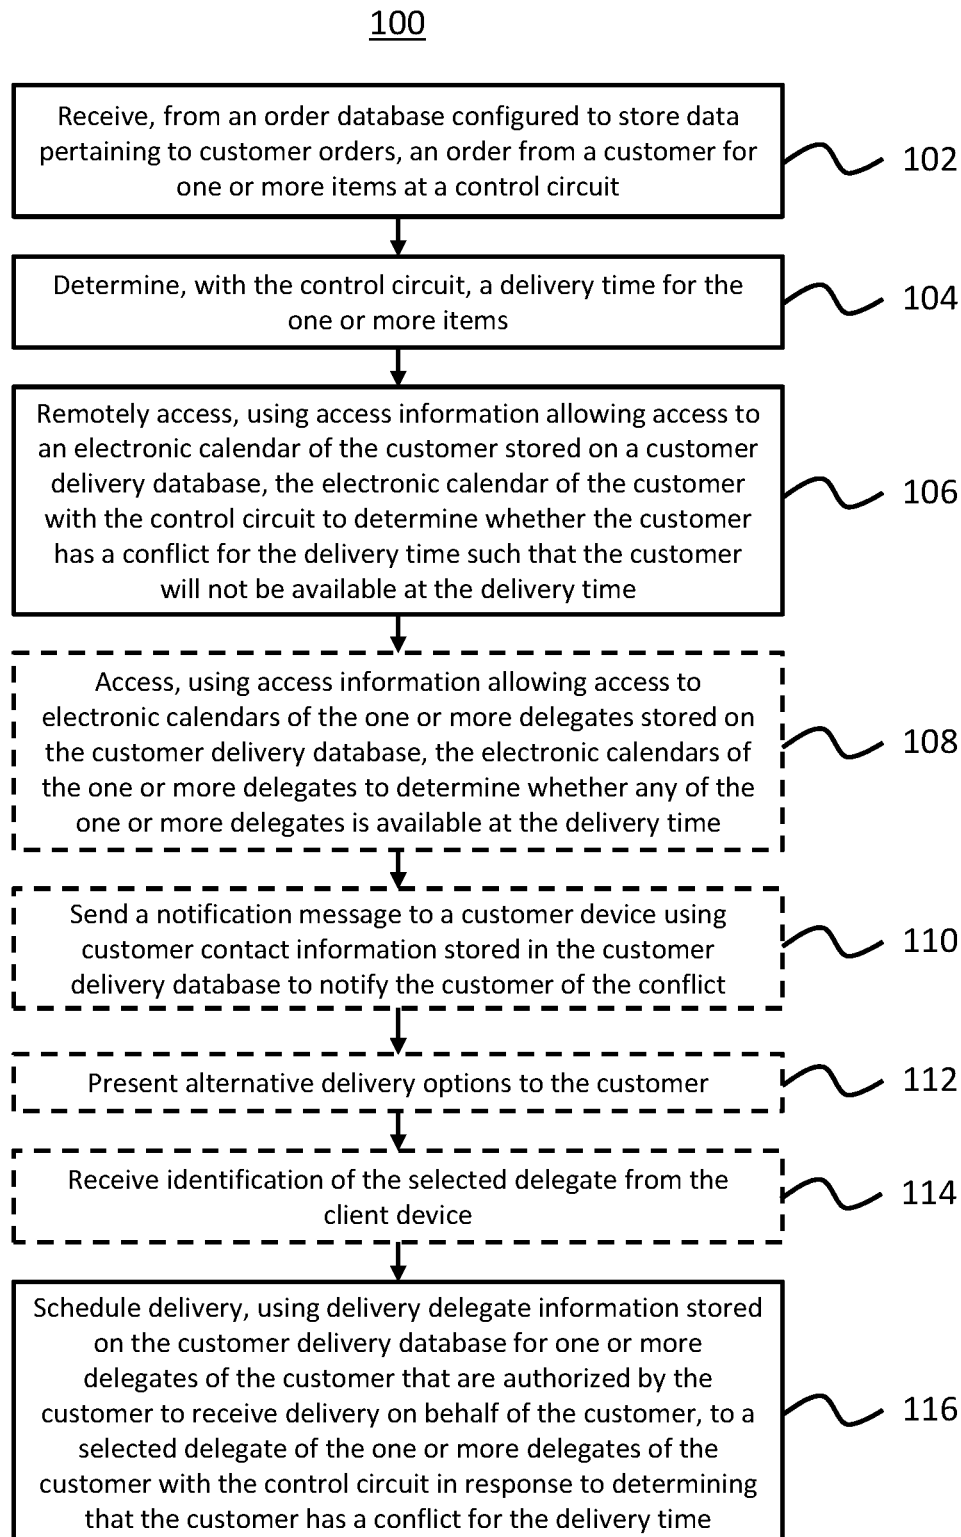 100
Receive, from an order database configured to store data
pertaining to customer orders, an order from a customer for
one or more items at a control circuit
102
Determine, with the control circuit, a delivery time for the
one or more items
104
Remotely access, using access information allowing access to
an electronic calendar of the customer stored on a customer
delivery database, the electronic calendar of the customer
with the control circuit to determine whether the customer
has a conflict for the delivery time such that the customer
will not be available at the delivery time
106
Access, using access information allowing access to
electronic calendars of the one or more delegates stored on
the customer delivery database, the electronic calendars of
the one or more delegates to determine whether any of the
one or more delegates is available at the delivery time
108
Send a notification message to a customer device using
customer contact information stored in the customer
delivery database to notify the customer of the conflict
110
Present alternative delivery options to the customer
112
Receive identification of the selected delegate from the
client device
114
Schedule delivery, using delivery delegate information stored
on the customer delivery database for one or more
delegates of the customer that are authorized by the
customer to receive delivery on behalf of the customer, to a
selected delegate of the one or more delegates of the
customer with the control circuit in response to determining
that the customer has a conflict for the delivery time
116